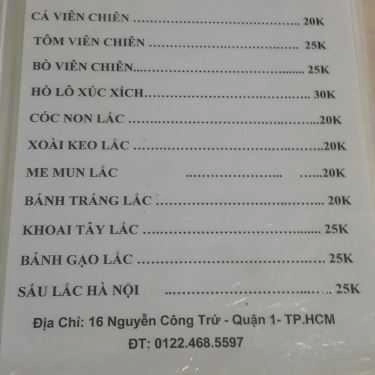 CÁ VIÊN CHIÊN ................................ 20K
TÔM VIÊN CHIÊN .............................. 25K
BÒ VIÊN CHIÊN................................ 25K
HỒ LÔ XÚC XÍCH............................... 30K
CÓC NON LẮC ..................................20K
XOÀI KEO LẮC .................................20K
ME MUN LẮC ....................... .. ......20K
BÁNH TRÁNG LẮC .............................. 20K
KHOAI TÂY LẮC ............................... 25K
BÁNH GẠO LẮC ................................ 25K
SẤU LẮC HÀ NỘI .............................. 25K
Địa Chỉ: 16 Nguyễn Công Trứ - Quận 1- TP.HCM
ĐT: 0122.468.5597